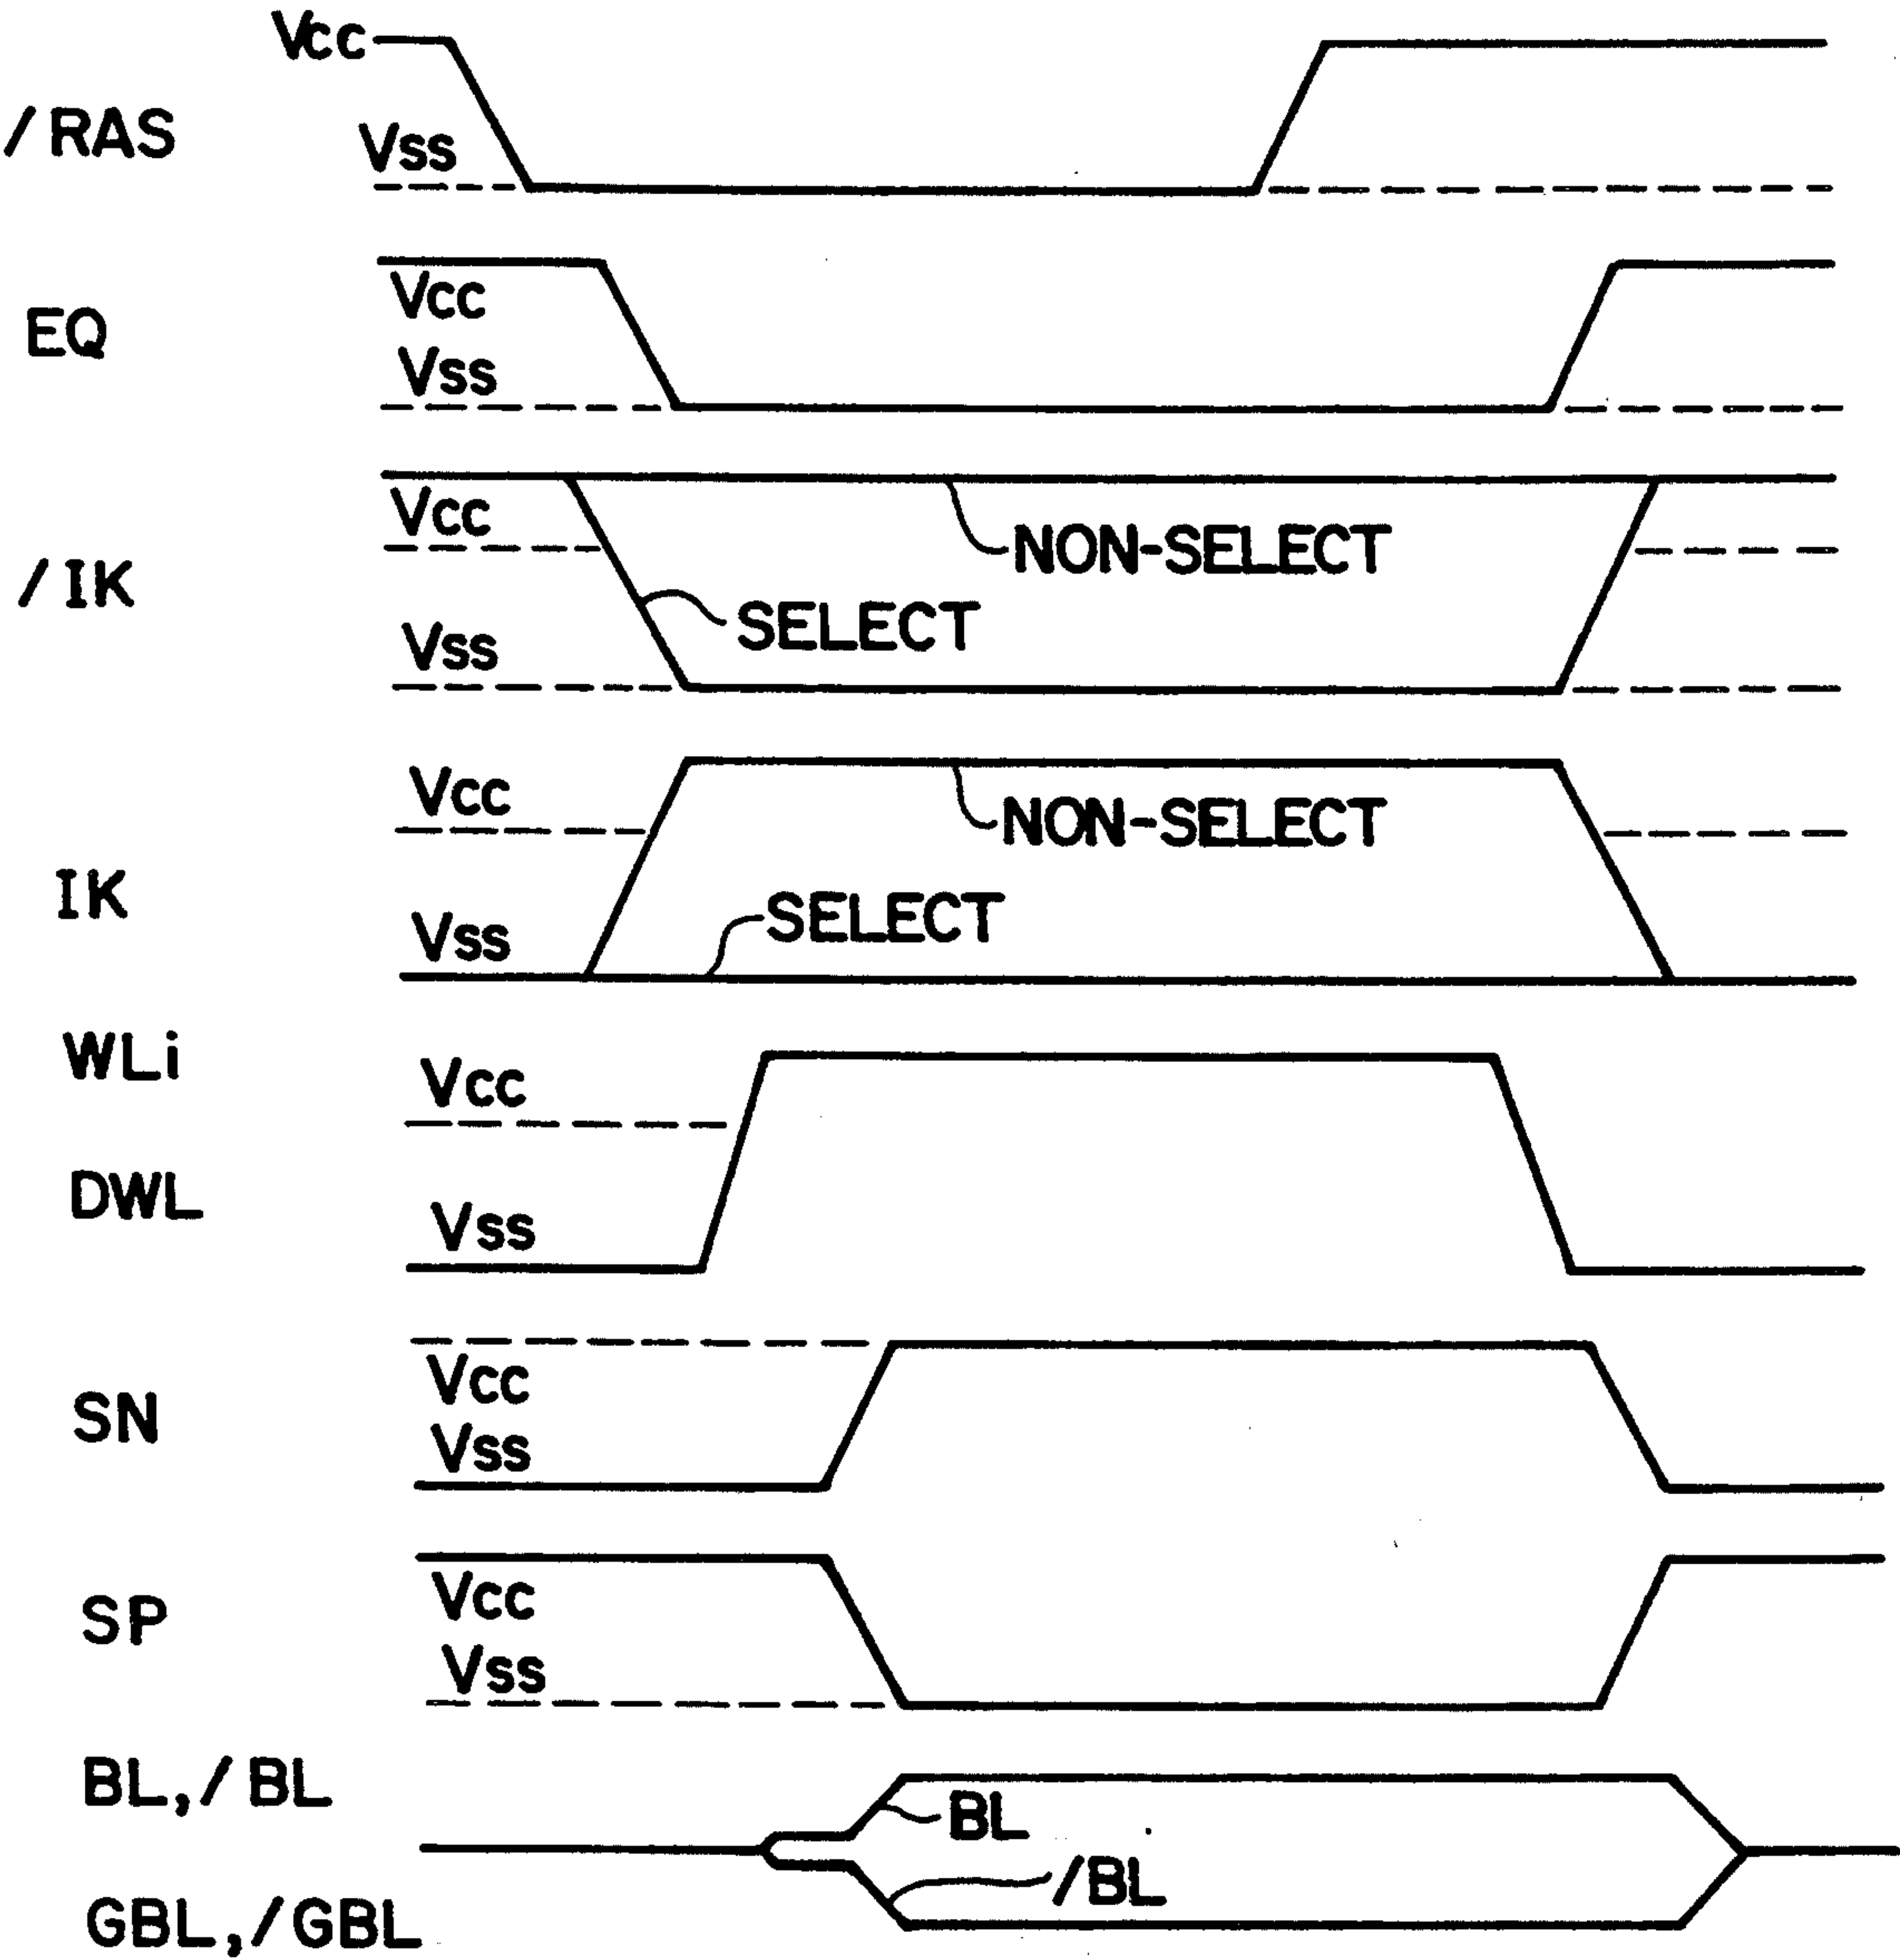 Vcc
/RAS
Vss
Vcc
EQ
Vss
Vcc
NON-SELECT
/IK
SELECT
Vss
Vcc
NON-SELECT
IK
SELECT
Vss
WLi
Vcc
DWL
Vss
Vcc
SN
Vss
Vcc
SP
Vss
BL,/BL
BL
/BL
GBL,/GBL